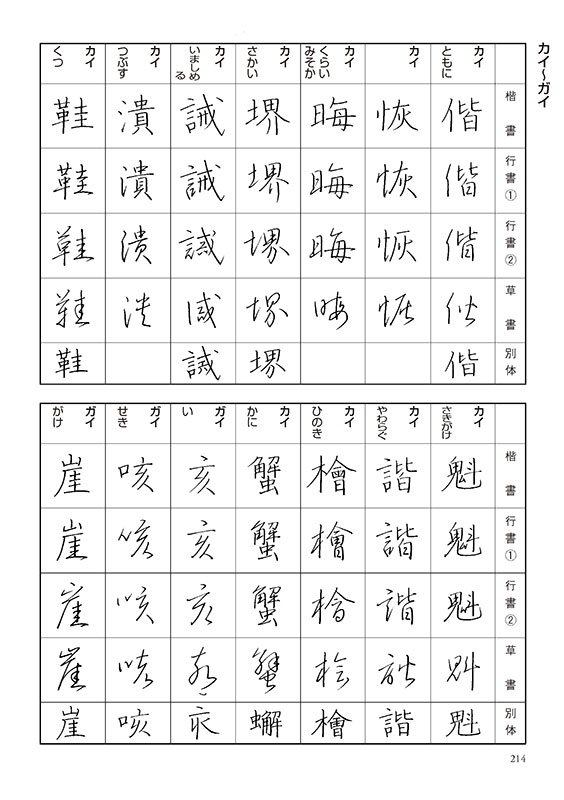 カイ〜ガイ
楷書 行書① 行書② 草書 別体
カイ
ともに
偕 偕 偕 偕 偕
カイ
恢 恢 恢 恢
カイ
くらい
みそか
晦 晦 晦 晦
カイ
さかい
堺 堺 堺 堺 堺
カイ
いましめる
誡 誡 誡 誡 誡
カイ
つぶす
潰 潰 潰 潰
カイ
くつ
鞋 鞋 鞋 鞋 鞋
楷書 行書① 行書② 草書 別体
カイ
さきがけ
魁 魁 魁 魁 魁
カイ
やわらぐ
諧 諧 諧 諧 諧
カイ
ひのき
檜 檜 桧 桧 檜
カイ
かに
蟹 蟹 蟹 蟹 蠏
ガイ
い
亥 亥 亥 亥
ガイ
せき
咳 咳 咳 咳 咳
ガイ
がけ
崖 崖 崖 崖 崖
214